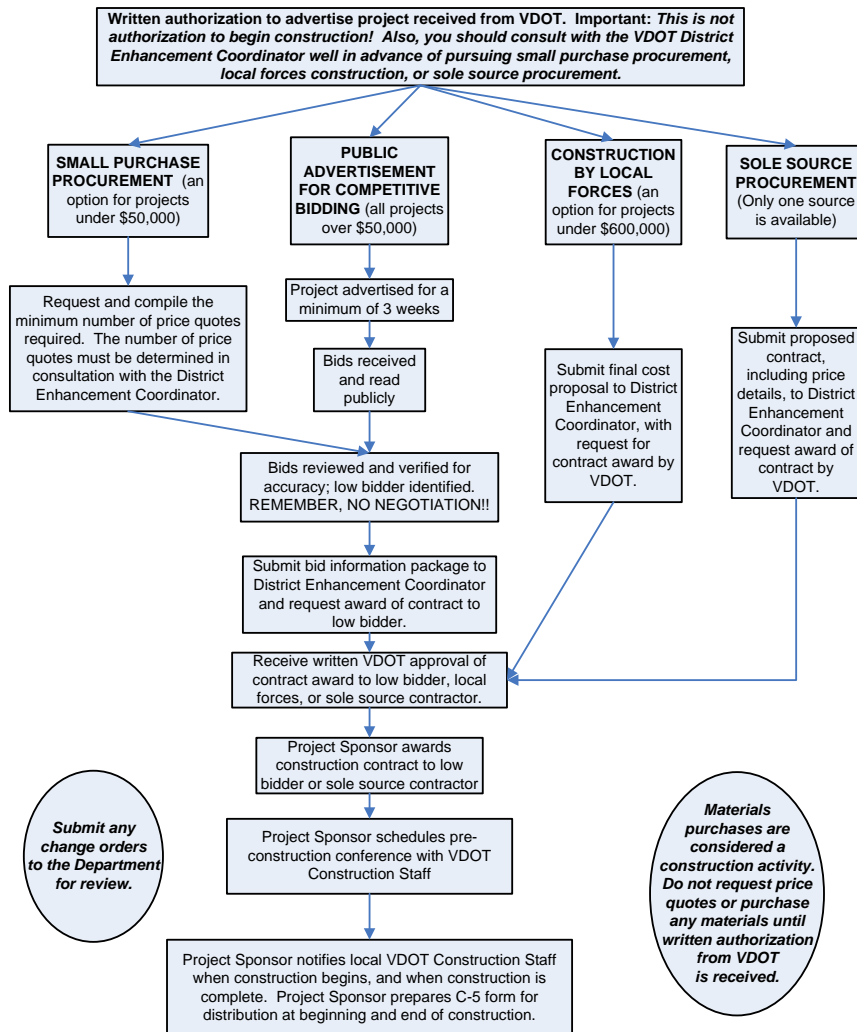 Written authorization to advertise project received from VDOT. Important: This is not
authorization to begin construction! Also, you should consult with the VDOT District
Enhancement Coordinator well in advance of pursuing small purchase procurement,
local forces construction, or sole source procurement.
SMALL PURCHASE
PROCUREMENT (an
option for projects
under $50,000)
PUBLIC
ADVERTISEMENT
FOR COMPETITIVE
BIDDING (all projects
over $50,000)
CONSTRUCTION
BY LOCAL
FORCES (an
option for projects
under $600,000)
SOLE SOURCE
PROCUREMENT
(Only one source
is available)
Request and compile the
minimum number of price quotes
required. The number of price
quotes must be determined in
consultation with the District
Enhancement Coordinator.
Project advertised for a
minimum of 3 weeks
Bids received
and read
publicly
Submit final cost
proposal to District
Enhancement
Coordinator, with
request for
contract award by
VDOT.
Submit proposed
contract,
including price
details, to District
Enhancement
Coordinator and
request award of
contract by
VDOT.
Bids reviewed and verified for
accuracy; low bidder identified.
REMEMBER, NO NEGOTIATION!!
Submit bid information package to
District Enhancement Coordinator
and request award of contract to
low bidder.
Receive written VDOT approval of
contract award to low bidder, local
forces, or sole source contractor.
Project Sponsor awards
construction contract to low
bidder or sole source contractor
Submit any
change orders
to the Department
for review.
Project Sponsor schedules pre-
construction conference with VDOT
Construction Staff
Materials
purchases are
considered a
construction activity.
Do not request price
quotes or purchase
any materials until
written authorization
from VDOT
is received.
Project Sponsor notifies local VDOT Construction Staff
when construction begins, and when construction is
complete. Project Sponsor prepares C-5 form for
distribution at beginning and end of construction.